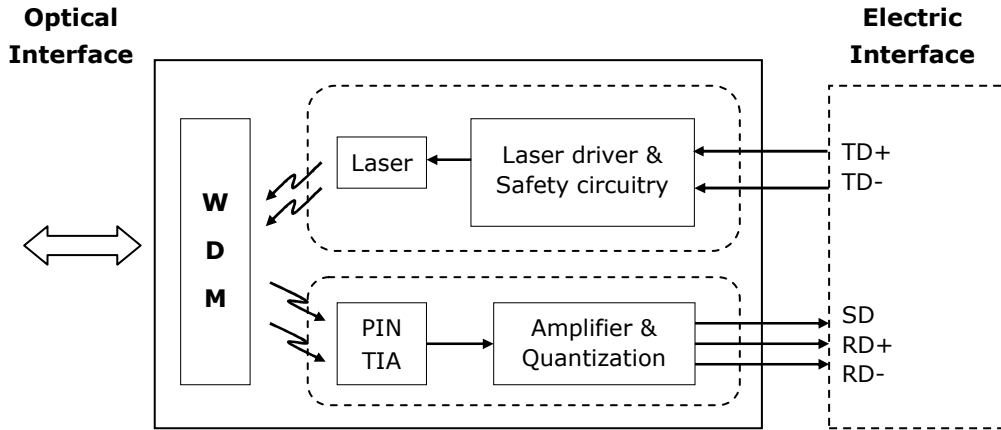 Optical
Interface
Electric
Interface
W
D
M
Laser
Laser driver &
Safety circuitry
TD+
TD-
PIN
TIA
Amplifier &
Quantization
SD
RD+
RD-